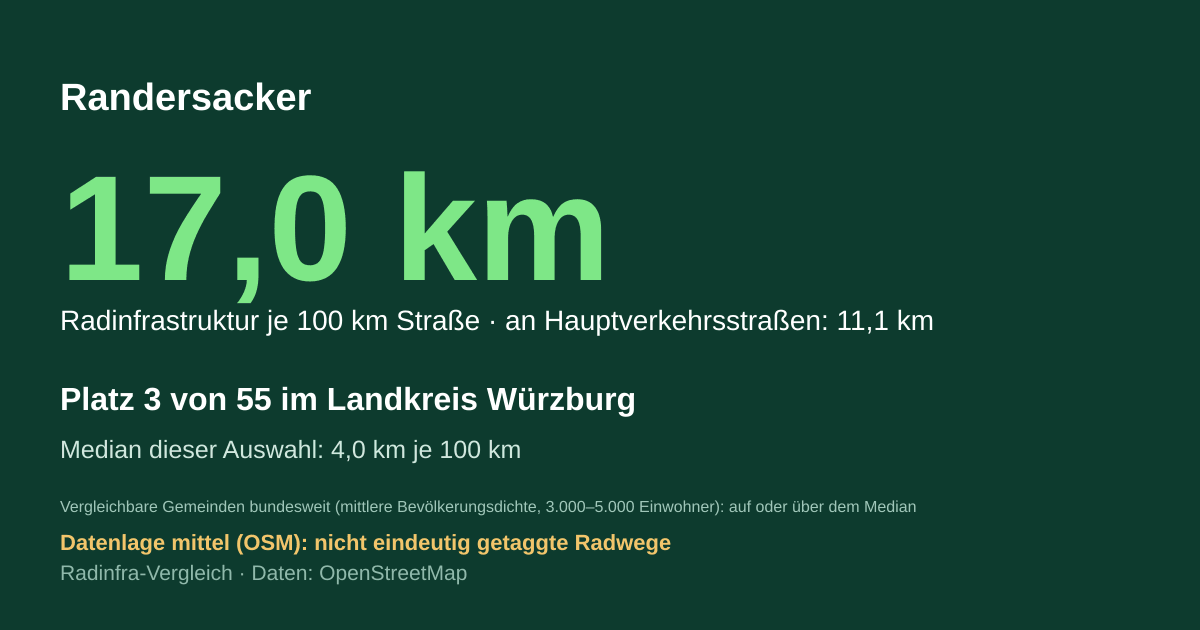 Randersacker
17,0 km
Radinfrastruktur je 100 km Straße · an Hauptverkehrsstraßen: 11,1 km
Platz 3 von 55 im Landkreis Würzburg
Median dieser Auswahl: 4,0 km je 100 km
Vergleichbare Gemeinden bundesweit (mittlere Bevölkerungsdichte, 3.000–5.000 Einwohner): auf oder über dem Median
Datenlage mittel (OSM): nicht eindeutig getaggte Radwege
Radinfra-Vergleich · Daten: OpenStreetMap